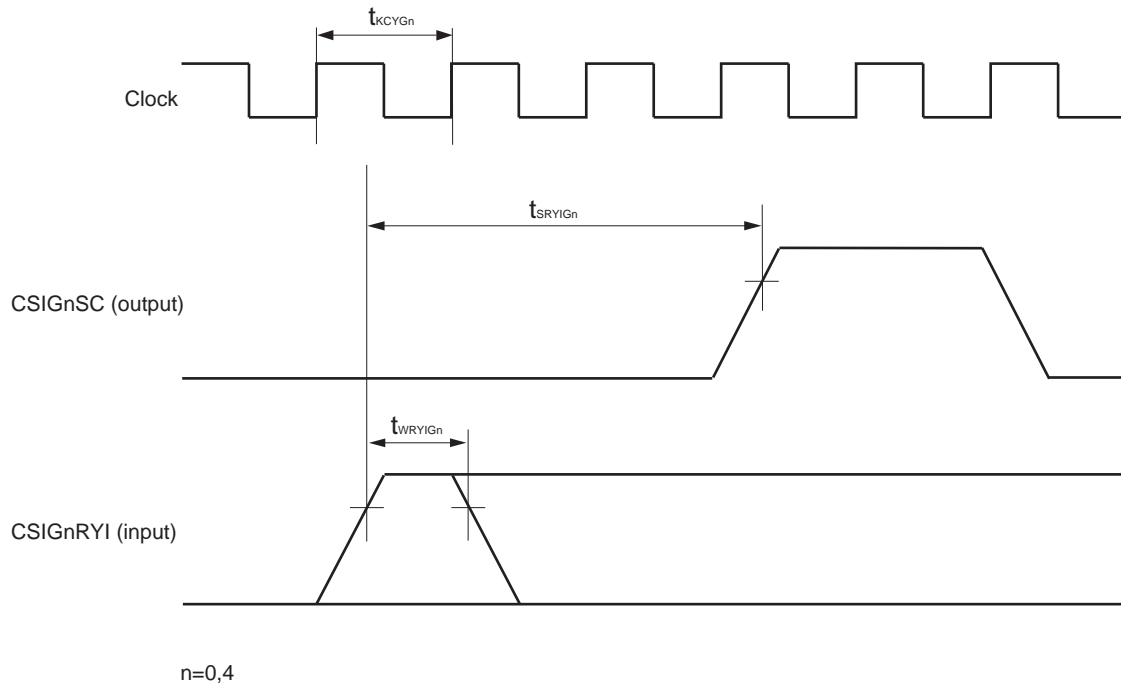 tKCYGn
Clock
tSRYIGn
CSIGnSC (output)
tWRYIGn
CSIGnRYI (input)
n=0,4